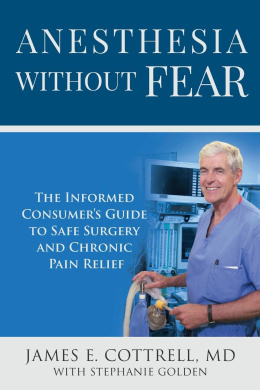 ANESTHESIA
WITHOUT FEAR
THE INFORMED
CONSUMER'S GUIDE
TO SAFE SURGERY
AND CHRONIC
PAIN RELIEF
JAMES E. COTTRELL, MD
WITH STEPHANIE GOLDEN